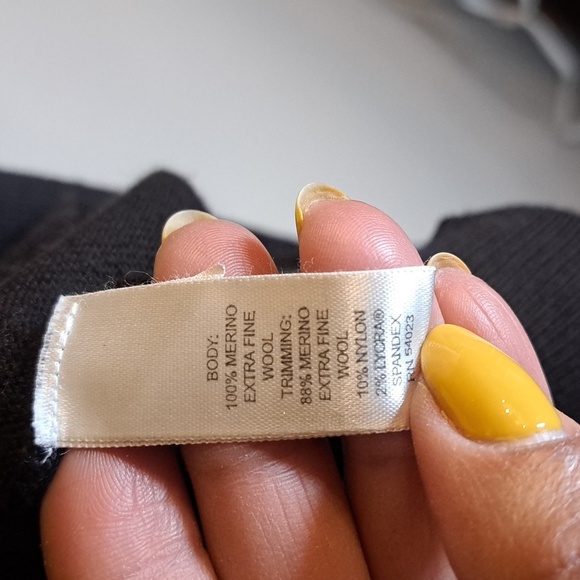 BODY:
100% MERINO
EXTRA FINE
WOOL
TRIMMING:
88% MERINO
EXTRA FINE
WOOL
10% NYLON
2% LYCRA®
SPANDEX
RN 54023